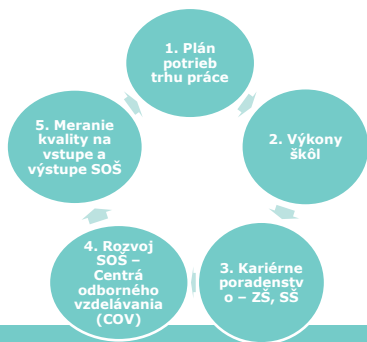 1. Plán
potrieb
trhu práce
2. Výkony
škôl
3. Kariérne
poradenstv
o – ZŠ, SŠ
4. Rozvoj
SOŠ –
Centrá
odborného
vzdelávania
(COV)
5. Meranie
kvality na
vstupe a
výstupe SOŠ